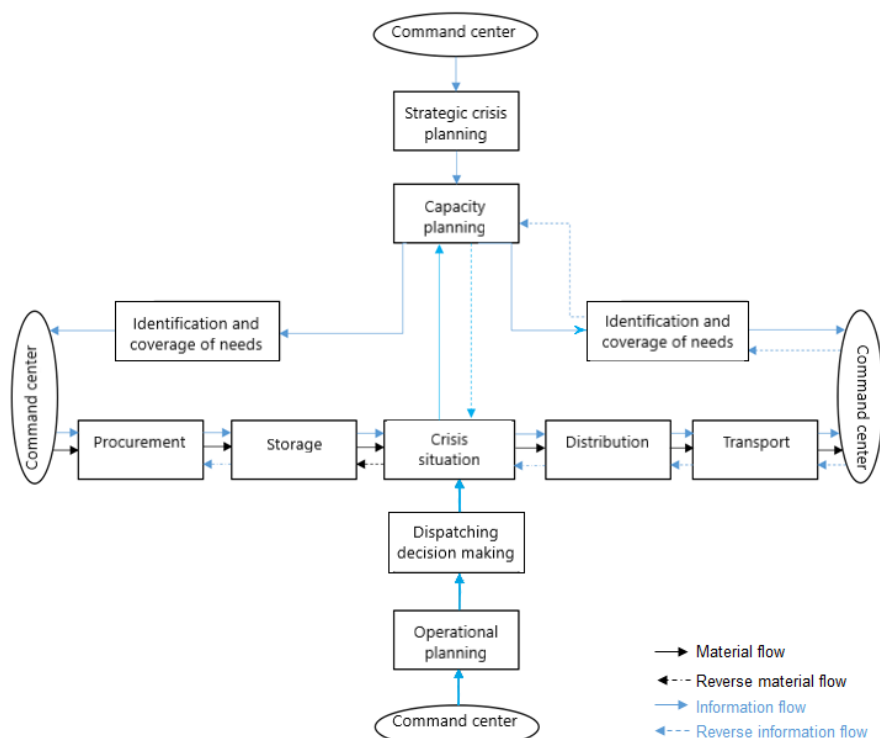 Command center
Strategic crisis
planning
Capacity
planning
Identification and
coverage of needs
Identification and
coverage of needs
Command center
Command center
Procurement
Storage
Crisis
situation
Distribution
Transport
Dispatching
decision making
Operational
planning
Command center
Material flow
Reverse material flow
Information flow
Reverse information flow